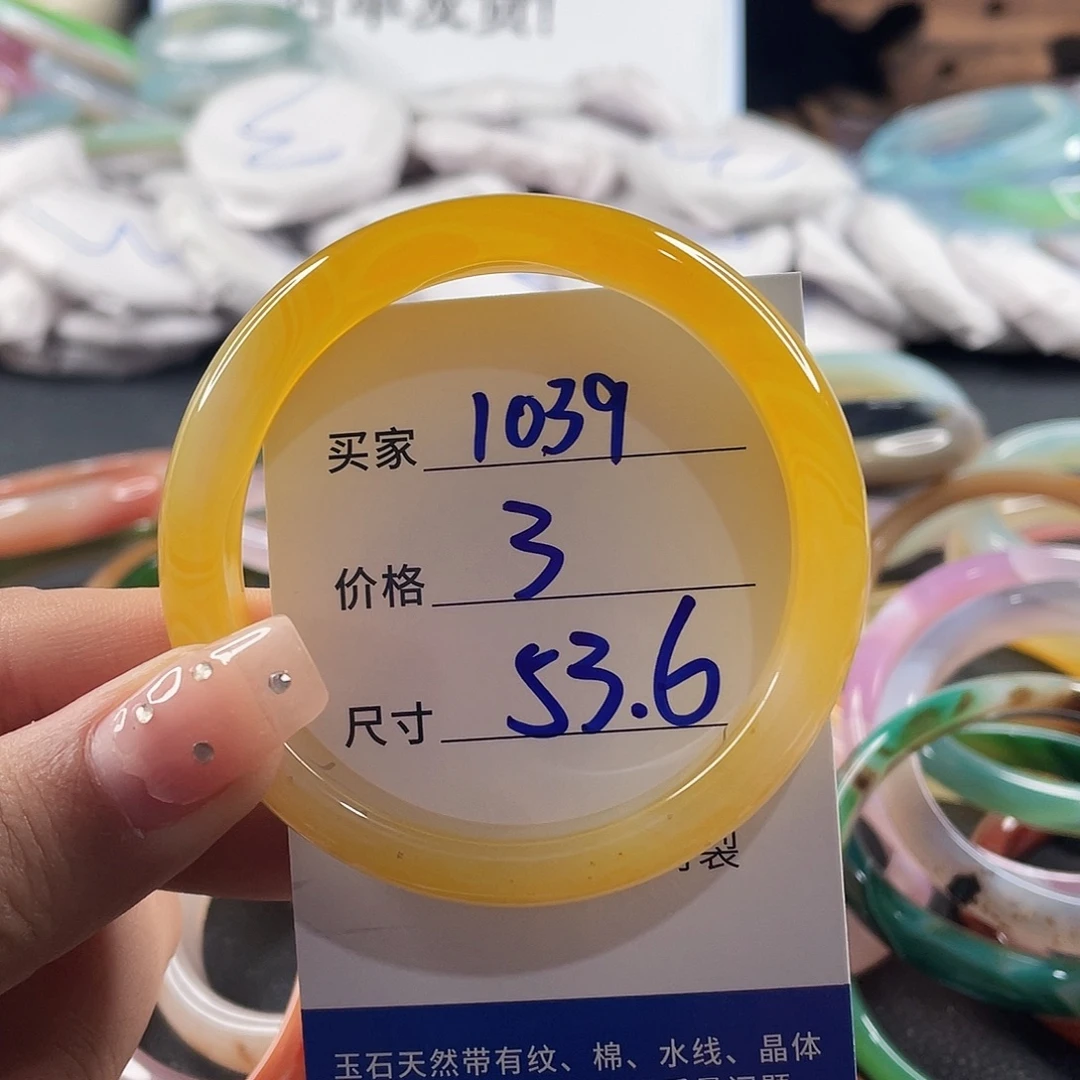 买家 1039
价格 3
尺寸 53.6
裂
玉石天然带有纹、棉、水线、晶体